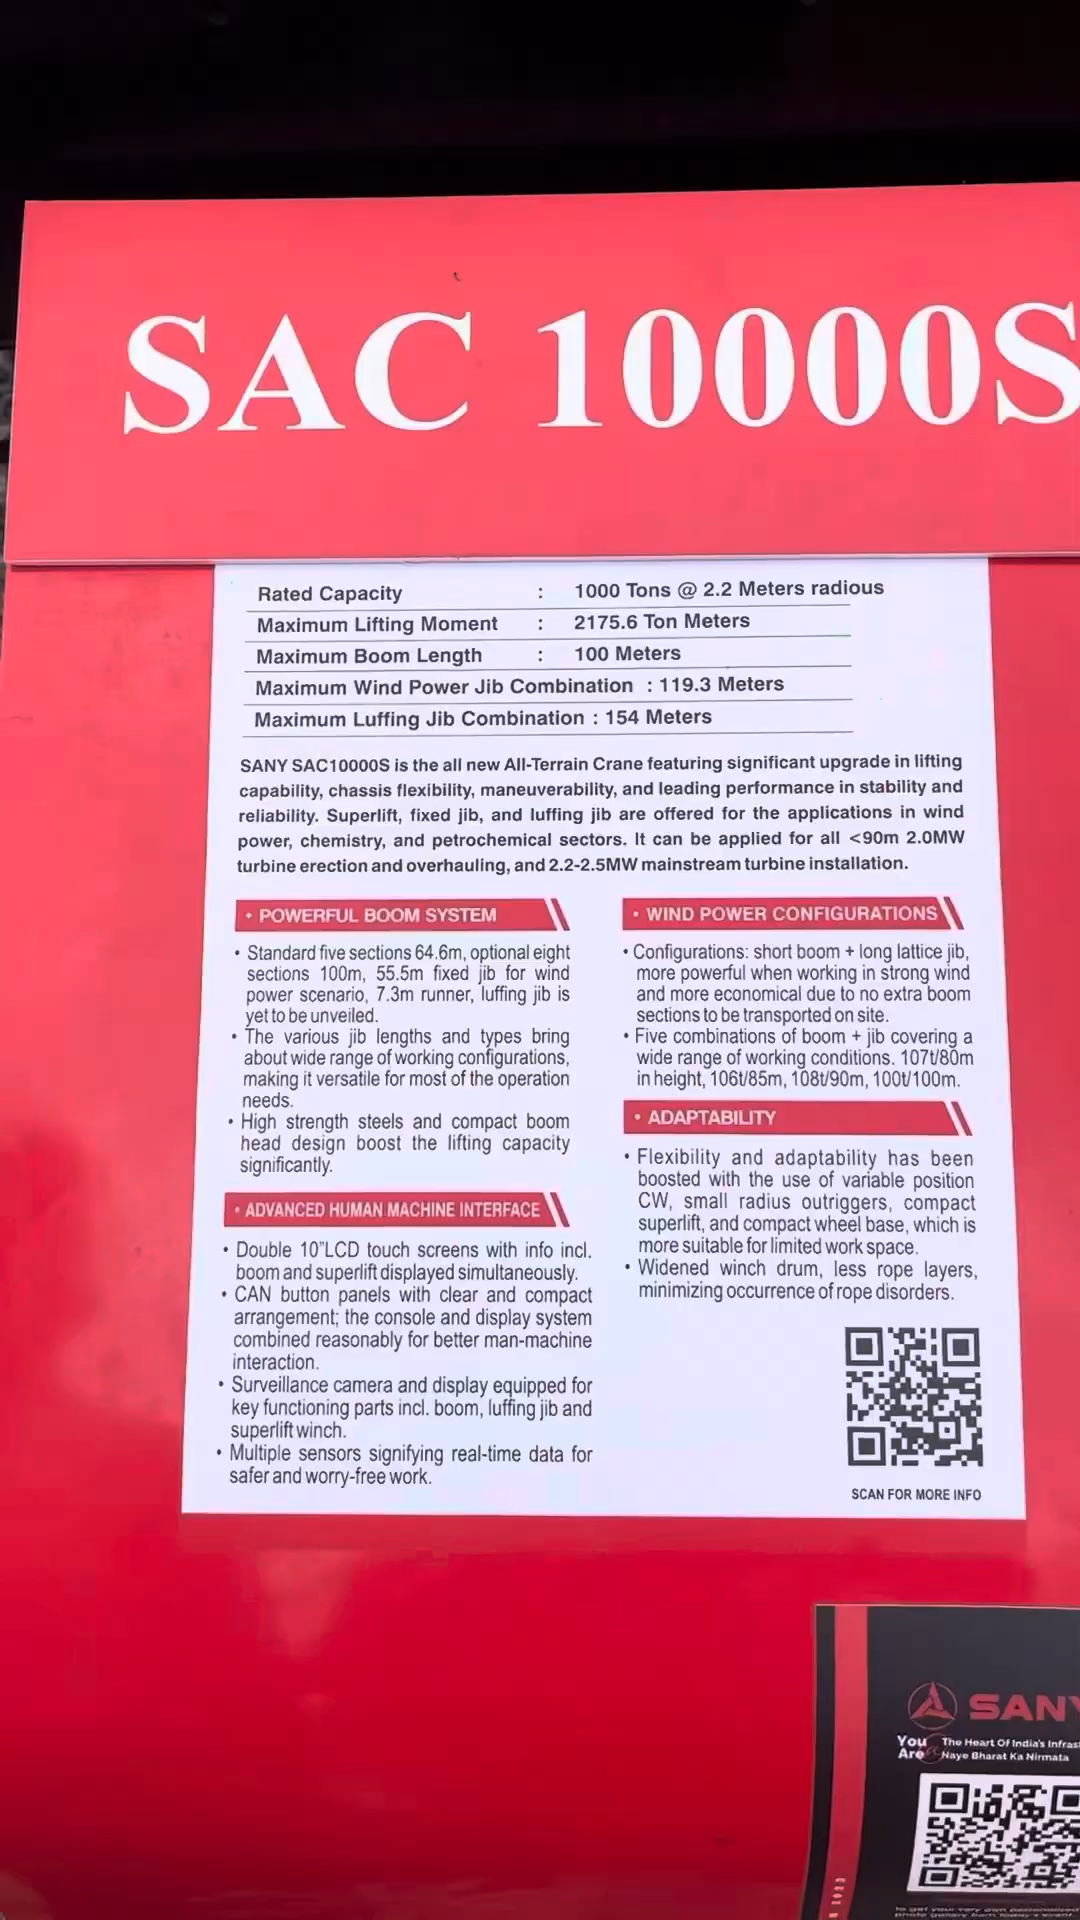 SAC 10000S
Rated Capacity : 1000 Tons @ 2.2 Meters radious
Maximum Lifting Moment : 2175.6 Ton Meters
Maximum Boom Length : 100 Meters
Maximum Wind Power Jib Combination : 119.3 Meters
Maximum Luffing Jib Combination : 154 Meters
SANY SAC10000S is the all new All-Terrain Crane featuring significant upgrade in lifting
capability, chassis flexibility, maneuverability, and leading performance in stability and
reliability. Superlift, fixed jib, and luffing jib are offered for the applications in wind
power, chemistry, and petrochemical sectors. It can be applied for all <90m 2.0MW
turbine erection and overhauling, and 2.2-2.5MW mainstream turbine installation.
• POWERFUL BOOM SYSTEM
• Standard five sections 64.6m, optional eight
sections 100m, 55.5m fixed jib for wind
power scenario, 7.3m runner, luffing jib is
yet to be unveiled.
• The various jib lengths and types bring
about wide range of working configurations,
making it versatile for most of the operation
needs.
• High strength steels and compact boom
head design boost the lifting capacity
significantly.
• ADVANCED HUMAN MACHINE INTERFACE
• Double 10"LCD touch screens with info incl.
boom and superlift displayed simultaneously.
• CAN button panels with clear and compact
arrangement; the console and display system
combined reasonably for better man-machine
interaction.
• Surveillance camera and display equipped for
key functioning parts incl. boom, luffing jib and
superlift winch.
• Multiple sensors signifying real-time data for
safer and worry-free work.
• WIND POWER CONFIGURATIONS
• Configurations: short boom + long lattice jib,
more powerful when working in strong wind
and more economical due to no extra boom
sections to be transported on site.
• Five combinations of boom + jib covering a
wide range of working conditions. 107t/80m
in height, 106t/85m, 108t/90m, 100t/100m.
• ADAPTABILITY
• Flexibility and adaptability has been
boosted with the use of variable position
CW, small radius outriggers, compact
superlift, and compact wheel base, which is
more suitable for limited work space.
• Widened winch drum, less rope layers,
minimizing occurrence of rope disorders.
SCAN FOR MORE INFO
SANY
You Are The Heart Of India's Infras
Naye Bharat Ka Nirmata